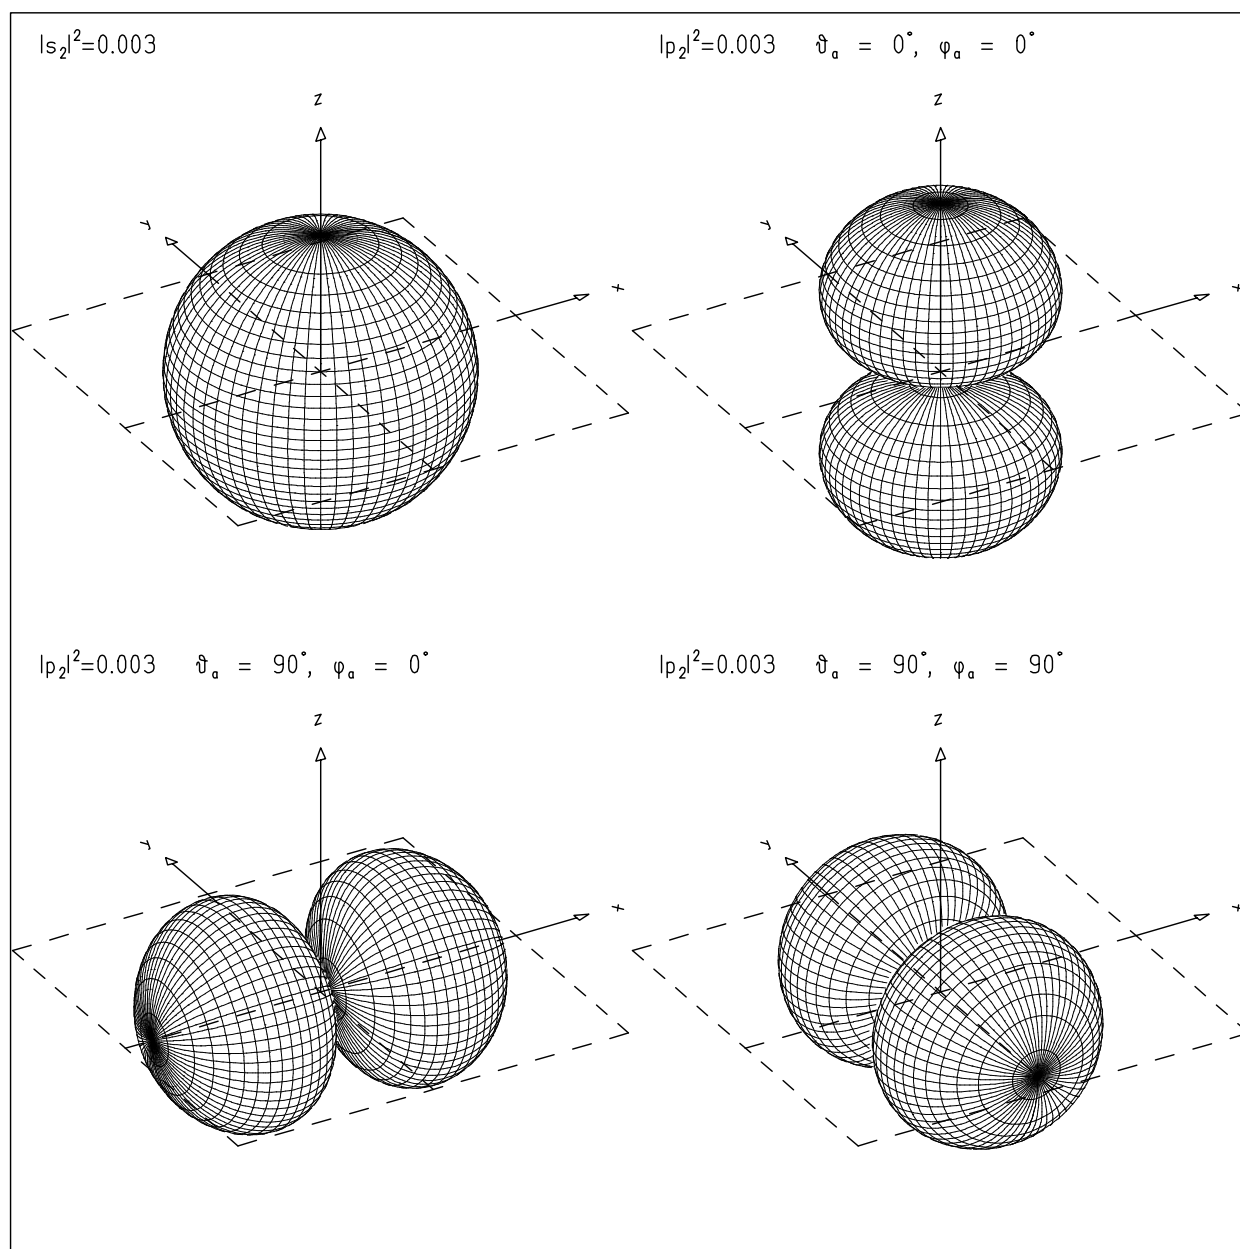 |s₂|²=0.003
|p₂|²=0.003 ϑₐ = 0°, φₐ = 0°
z
y
x
z
y
x
|p₂|²=0.003 ϑₐ = 90°, φₐ = 0°
|p₂|²=0.003 ϑₐ = 90°, φₐ = 90°
z
y
x
z
y
x